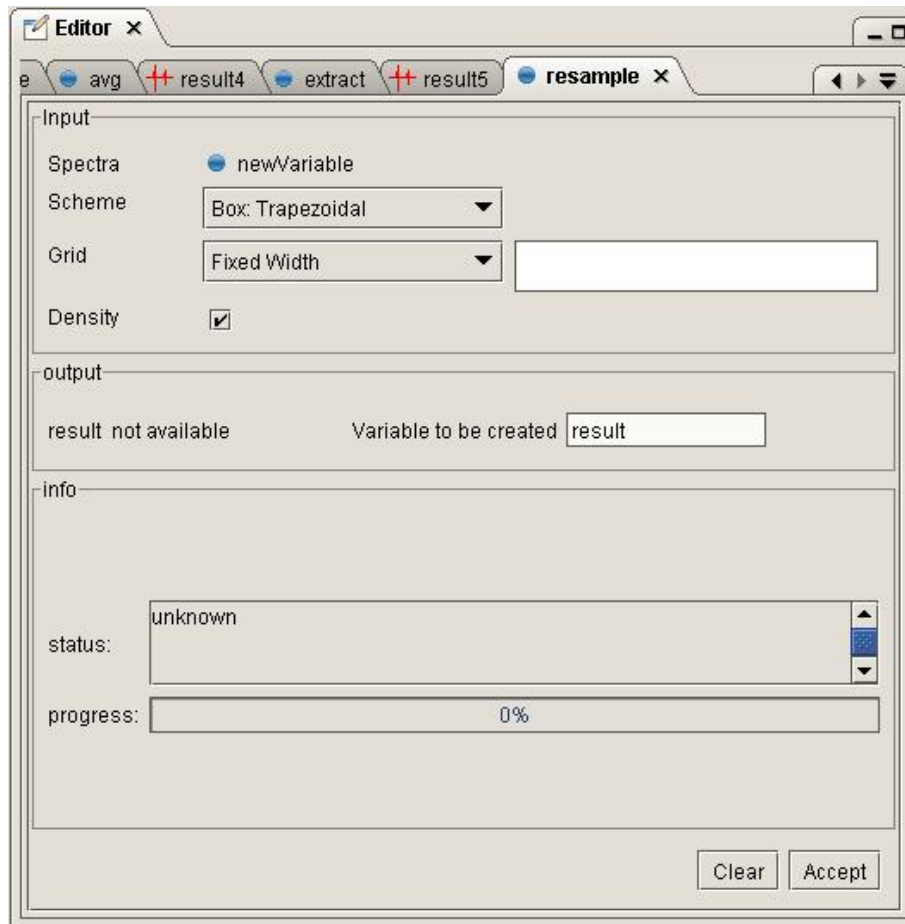 Editor
e avg result4 extract result5 resample
Input
Spectra newVariable
Scheme Box: Trapezoidal
Grid Fixed Width
Density
output
result not available Variable to be created result
info
status: unknown
progress: 0%
Clear Accept